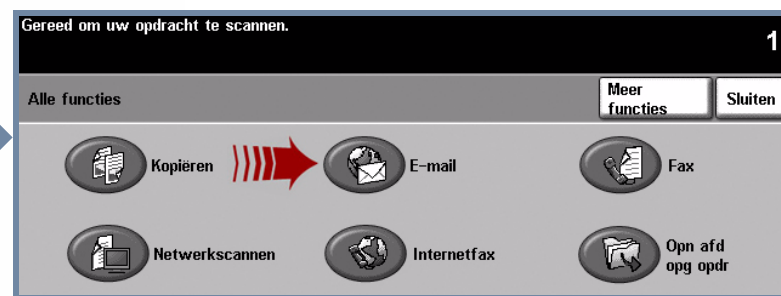 Gereed om uw opdracht te scannen.
1
Alle functies
Meer
functies
Sluiten
Kopiëren
E-mail
Fax
Netwerkscannen
Internetfax
Opn afd
opg opdr